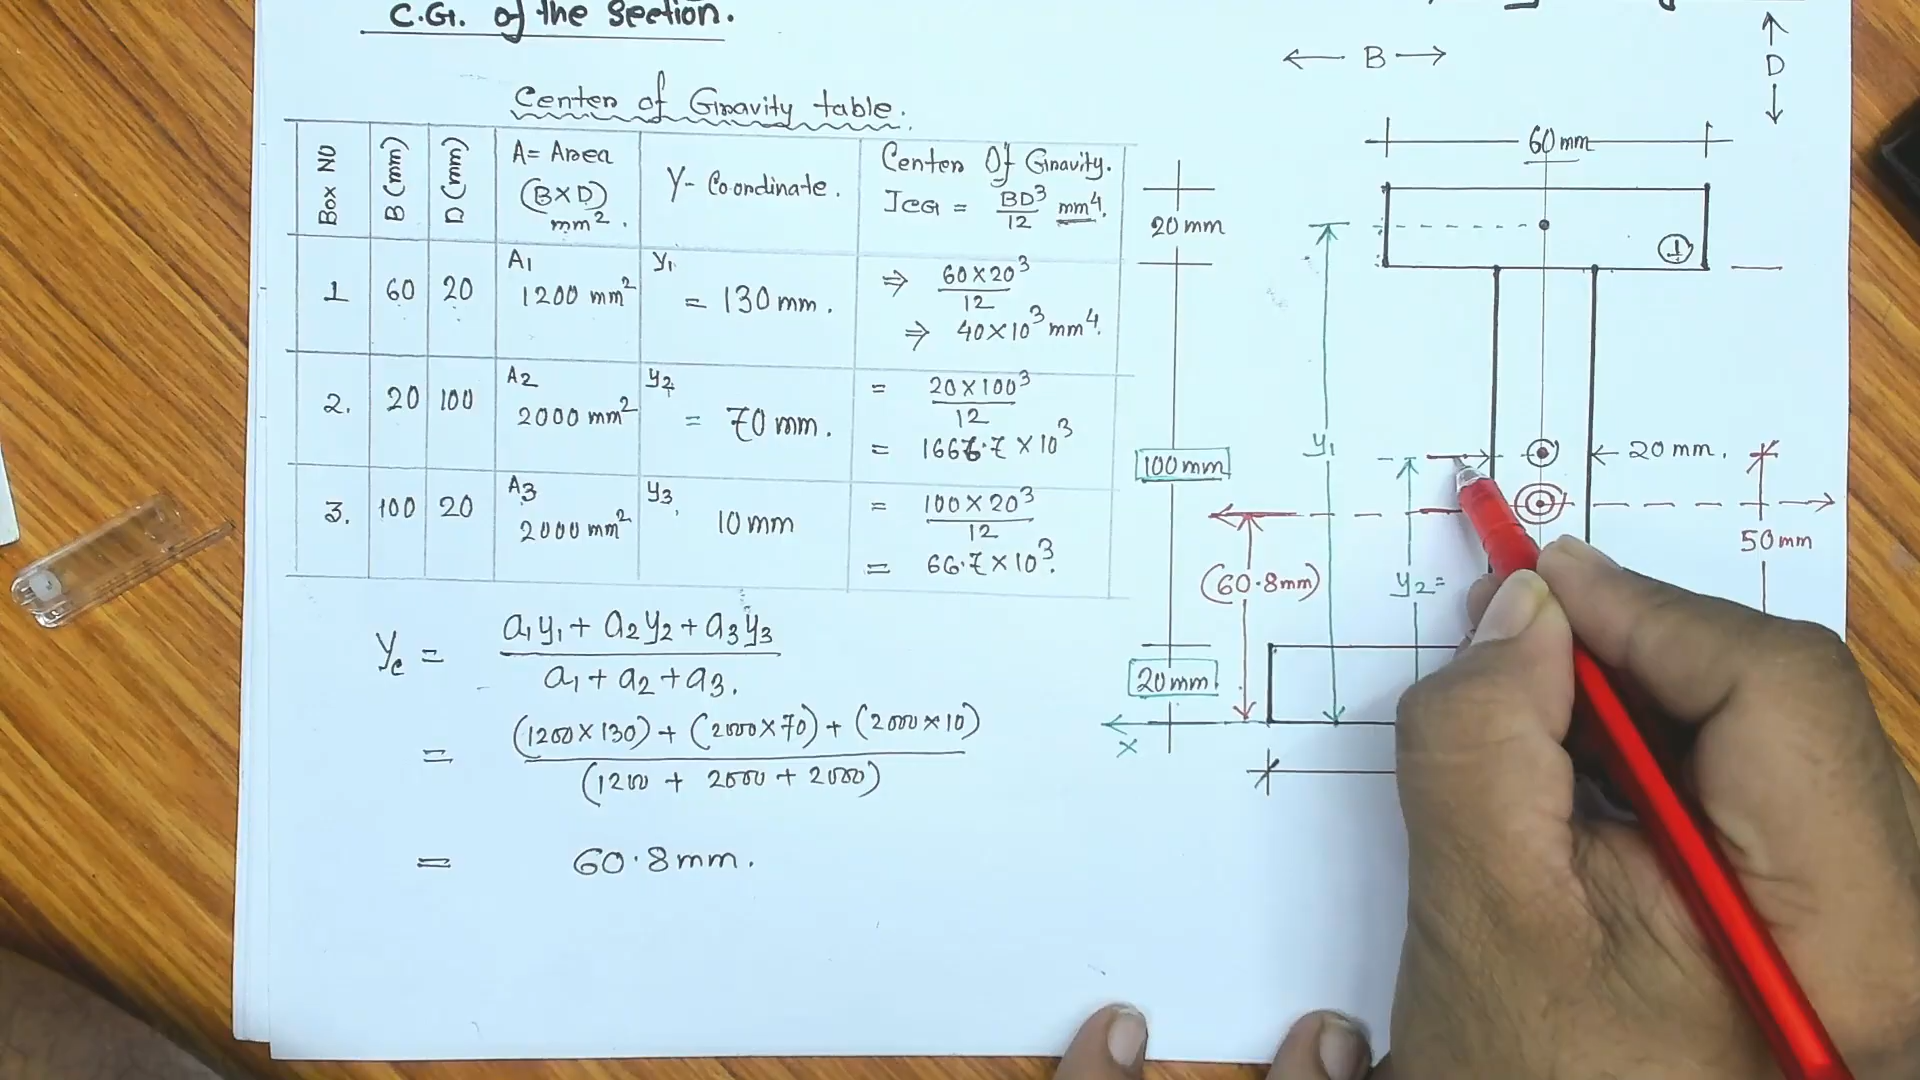 C.G. of the section.
Center of Gravity table.
Box NO
B (mm)
D (mm)
A = Area
(B×D)
mm².
Y- Co-ordinate.
Center Of Gravity.
ICG = BD³/12 mm⁴.
1
60
20
A1
1200 mm²
y1
= 130 mm.
⇒ 60×20³/12
⇒ 40×10³ mm⁴.
2.
20
100
A2
2000 mm²
y2
= 70 mm.
= 20×100³/12
= 1666.7 × 10³
3.
100
20
A3
2000 mm²
y3,
10 mm
= 100×20³/12
= 66.7×10³.
Yc = a1y1 + a2y2 + a3y3 / a1 + a2 + a3.
= (1200×130) + (2000×70) + (2000×10) / (1200 + 2000 + 2000)
= 60.8 mm.
B
D
60 mm
20 mm
1
y1
100 mm
20 mm.
50 mm
(60.8mm)
y2=
20 mm
x